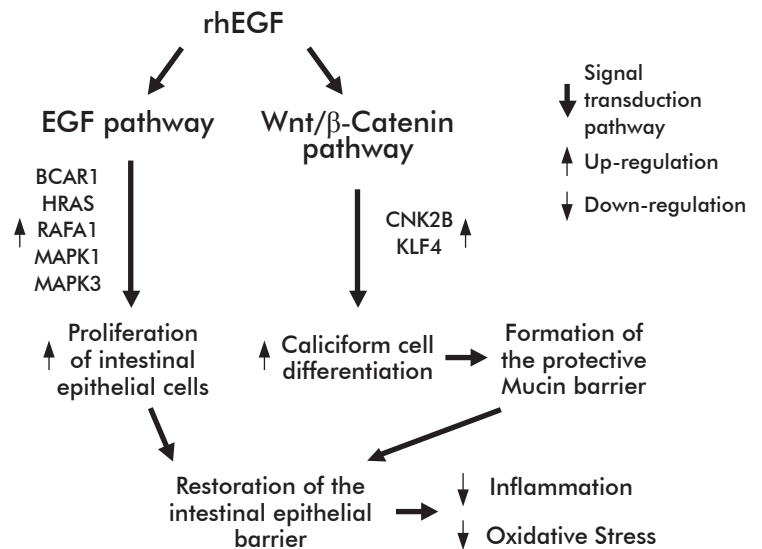 rhEGF
EGF pathway
Wnt/β-Catenin
pathway
Signal
transduction
pathway
Up-regulation
Down-regulation
BCAR1
HRAS
RAFA1
MAPK1
MAPK3
CNK2B
KLF4
Proliferation
of intestinal
epithelial cells
Caliciform cell
differentiation
Formation of
the protective
Mucin barrier
Restoration of the
intestinal epithelial
barrier
Inflammation
Oxidative Stress